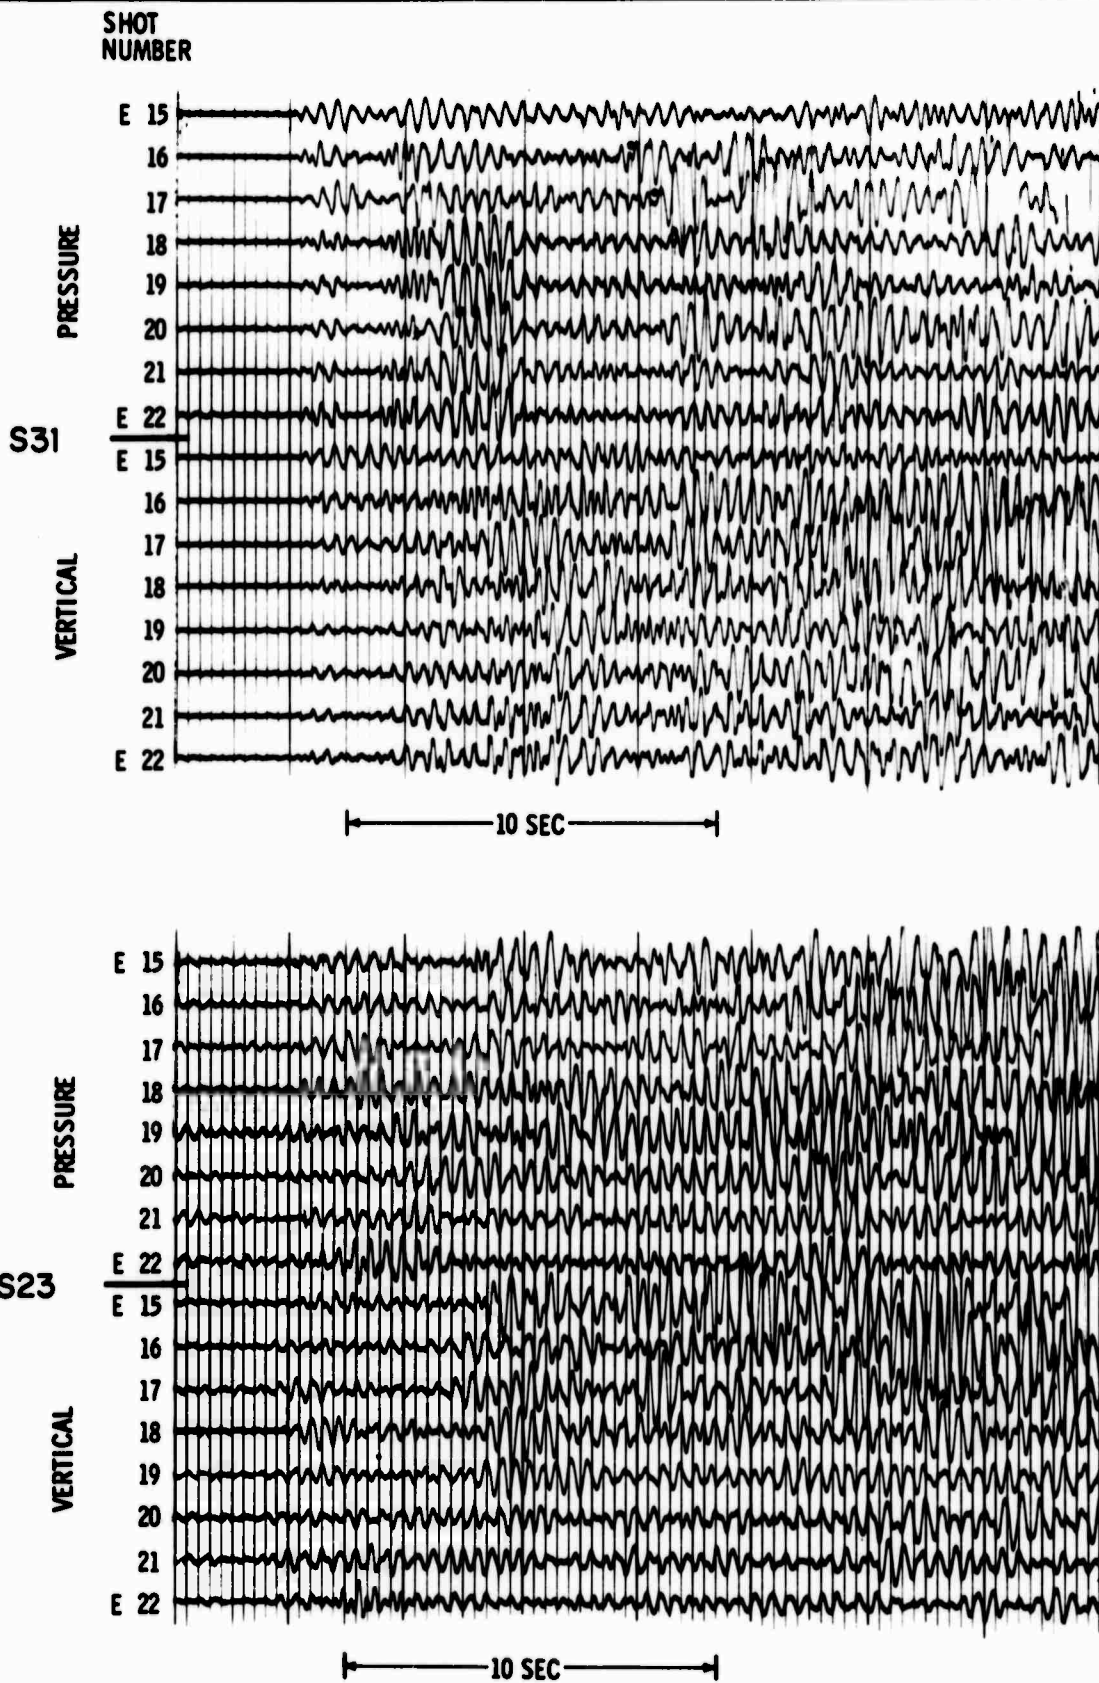 SHOT
NUMBER
E 15
16
17
18
19
20
21
E 22
PRESSURE
S31
E 15
16
17
18
19
20
21
E 22
VERTICAL
10 SEC
E 15
16
17
18
19
20
21
E 22
PRESSURE
S23
E 15
16
17
18
19
20
21
E 22
VERTICAL
10 SEC